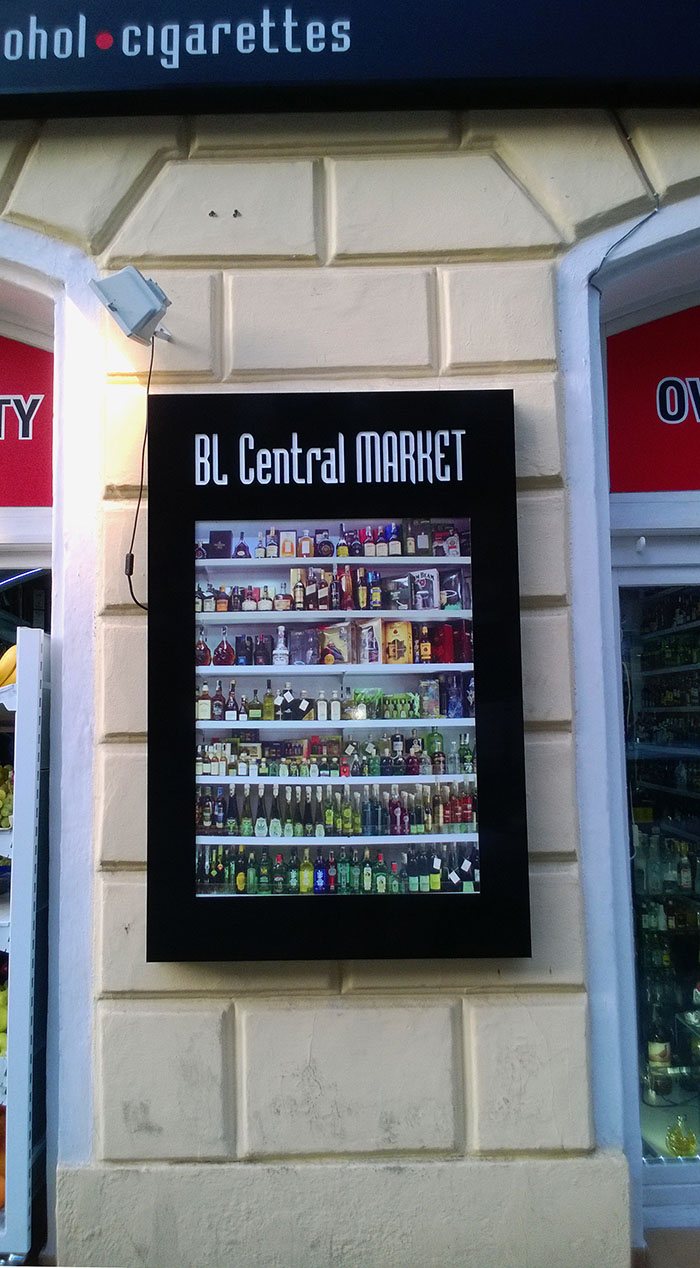 ohol • cigarettes
TY
BL Central MARKET
OV